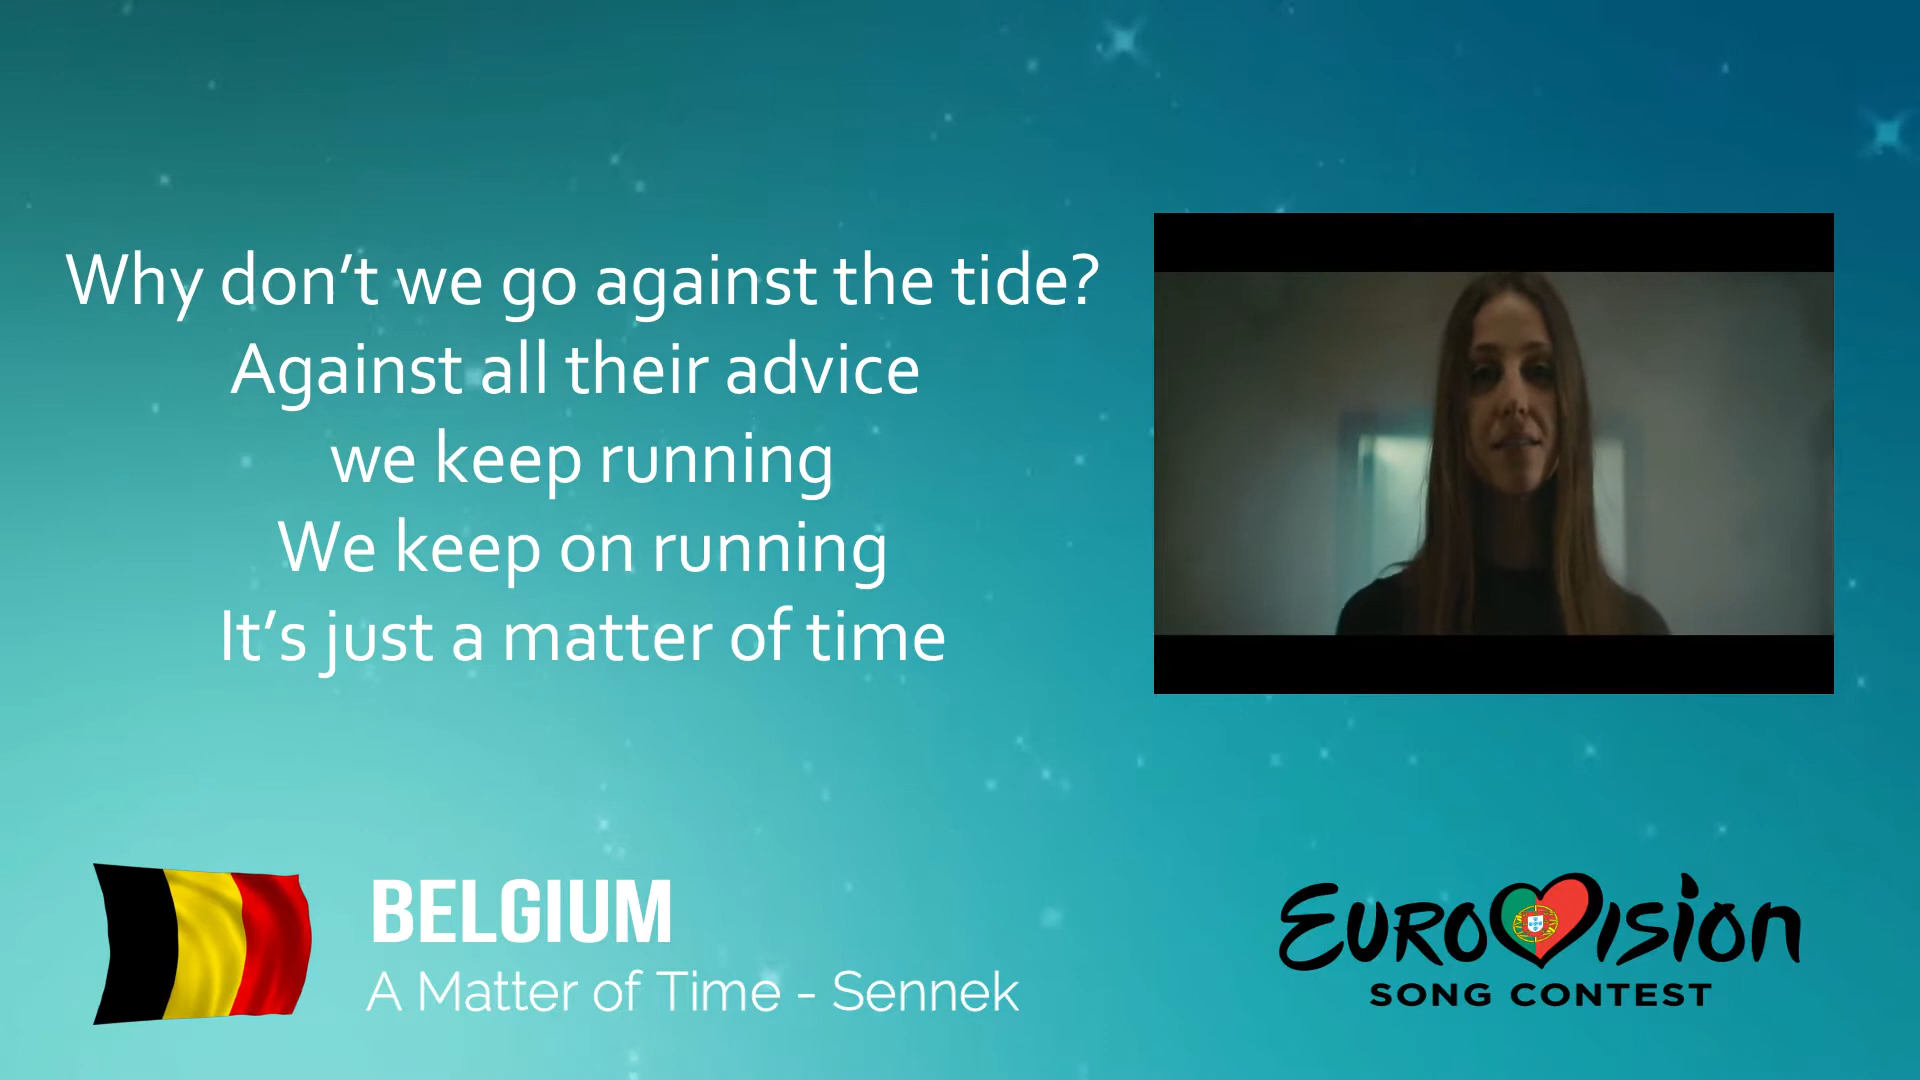 Why don’t we go against the tide?
Against all their advice
we keep running
We keep on running
It’s just a matter of time
BELGIUM
A Matter of Time - Sennek
EUROVISION
SONG CONTEST